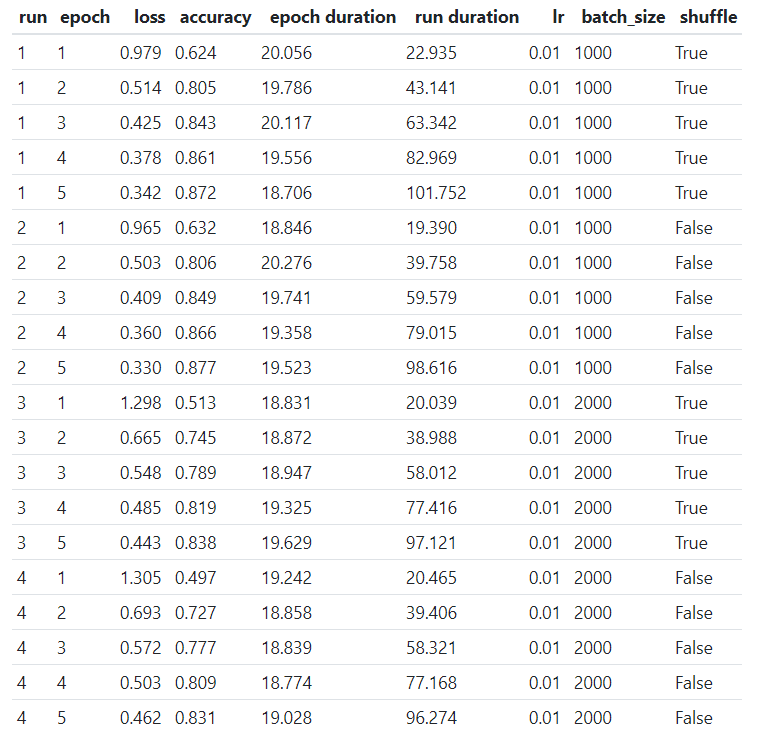 run epoch loss accuracy epoch duration run duration lr batch_size shuffle
1 1 0.979 0.624 20.056 22.935 0.01 1000 True
1 2 0.514 0.805 19.786 43.141 0.01 1000 True
1 3 0.425 0.843 20.117 63.342 0.01 1000 True
1 4 0.378 0.861 19.556 82.969 0.01 1000 True
1 5 0.342 0.872 18.706 101.752 0.01 1000 True
2 1 0.965 0.632 18.846 19.390 0.01 1000 False
2 2 0.503 0.806 20.276 39.758 0.01 1000 False
2 3 0.409 0.849 19.741 59.579 0.01 1000 False
2 4 0.360 0.866 19.358 79.015 0.01 1000 False
2 5 0.330 0.877 19.523 98.616 0.01 1000 False
3 1 1.298 0.513 18.831 20.039 0.01 2000 True
3 2 0.665 0.745 18.872 38.988 0.01 2000 True
3 3 0.548 0.789 18.947 58.012 0.01 2000 True
3 4 0.485 0.819 19.325 77.416 0.01 2000 True
3 5 0.443 0.838 19.629 97.121 0.01 2000 True
4 1 1.305 0.497 19.242 20.465 0.01 2000 False
4 2 0.693 0.727 18.858 39.406 0.01 2000 False
4 3 0.572 0.777 18.839 58.321 0.01 2000 False
4 4 0.503 0.809 18.774 77.168 0.01 2000 False
4 5 0.462 0.831 19.028 96.274 0.01 2000 False